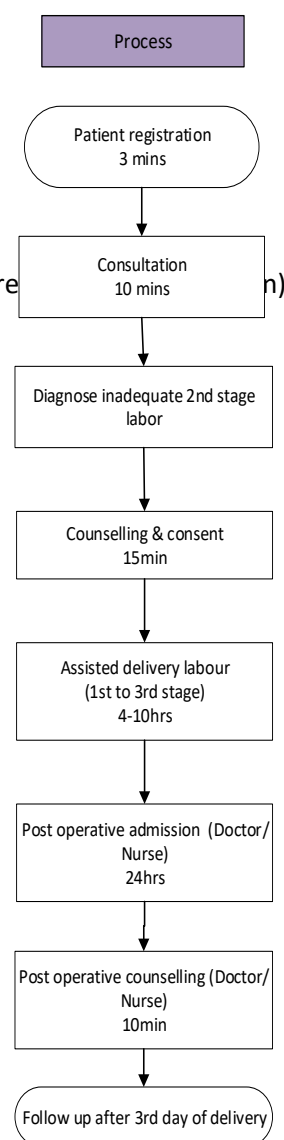 Process
Patient registration
3 mins
Consultation
10 mins
Diagnose inadequate 2nd stage
labor
Counselling & consent
15min
Assisted delivery labour
(1st to 3rd stage)
4-10hrs
Post operative admission (Doctor/
Nurse)
24hrs
Post operative counselling (Doctor/
Nurse)
10min
Follow up after 3rd day of delivery